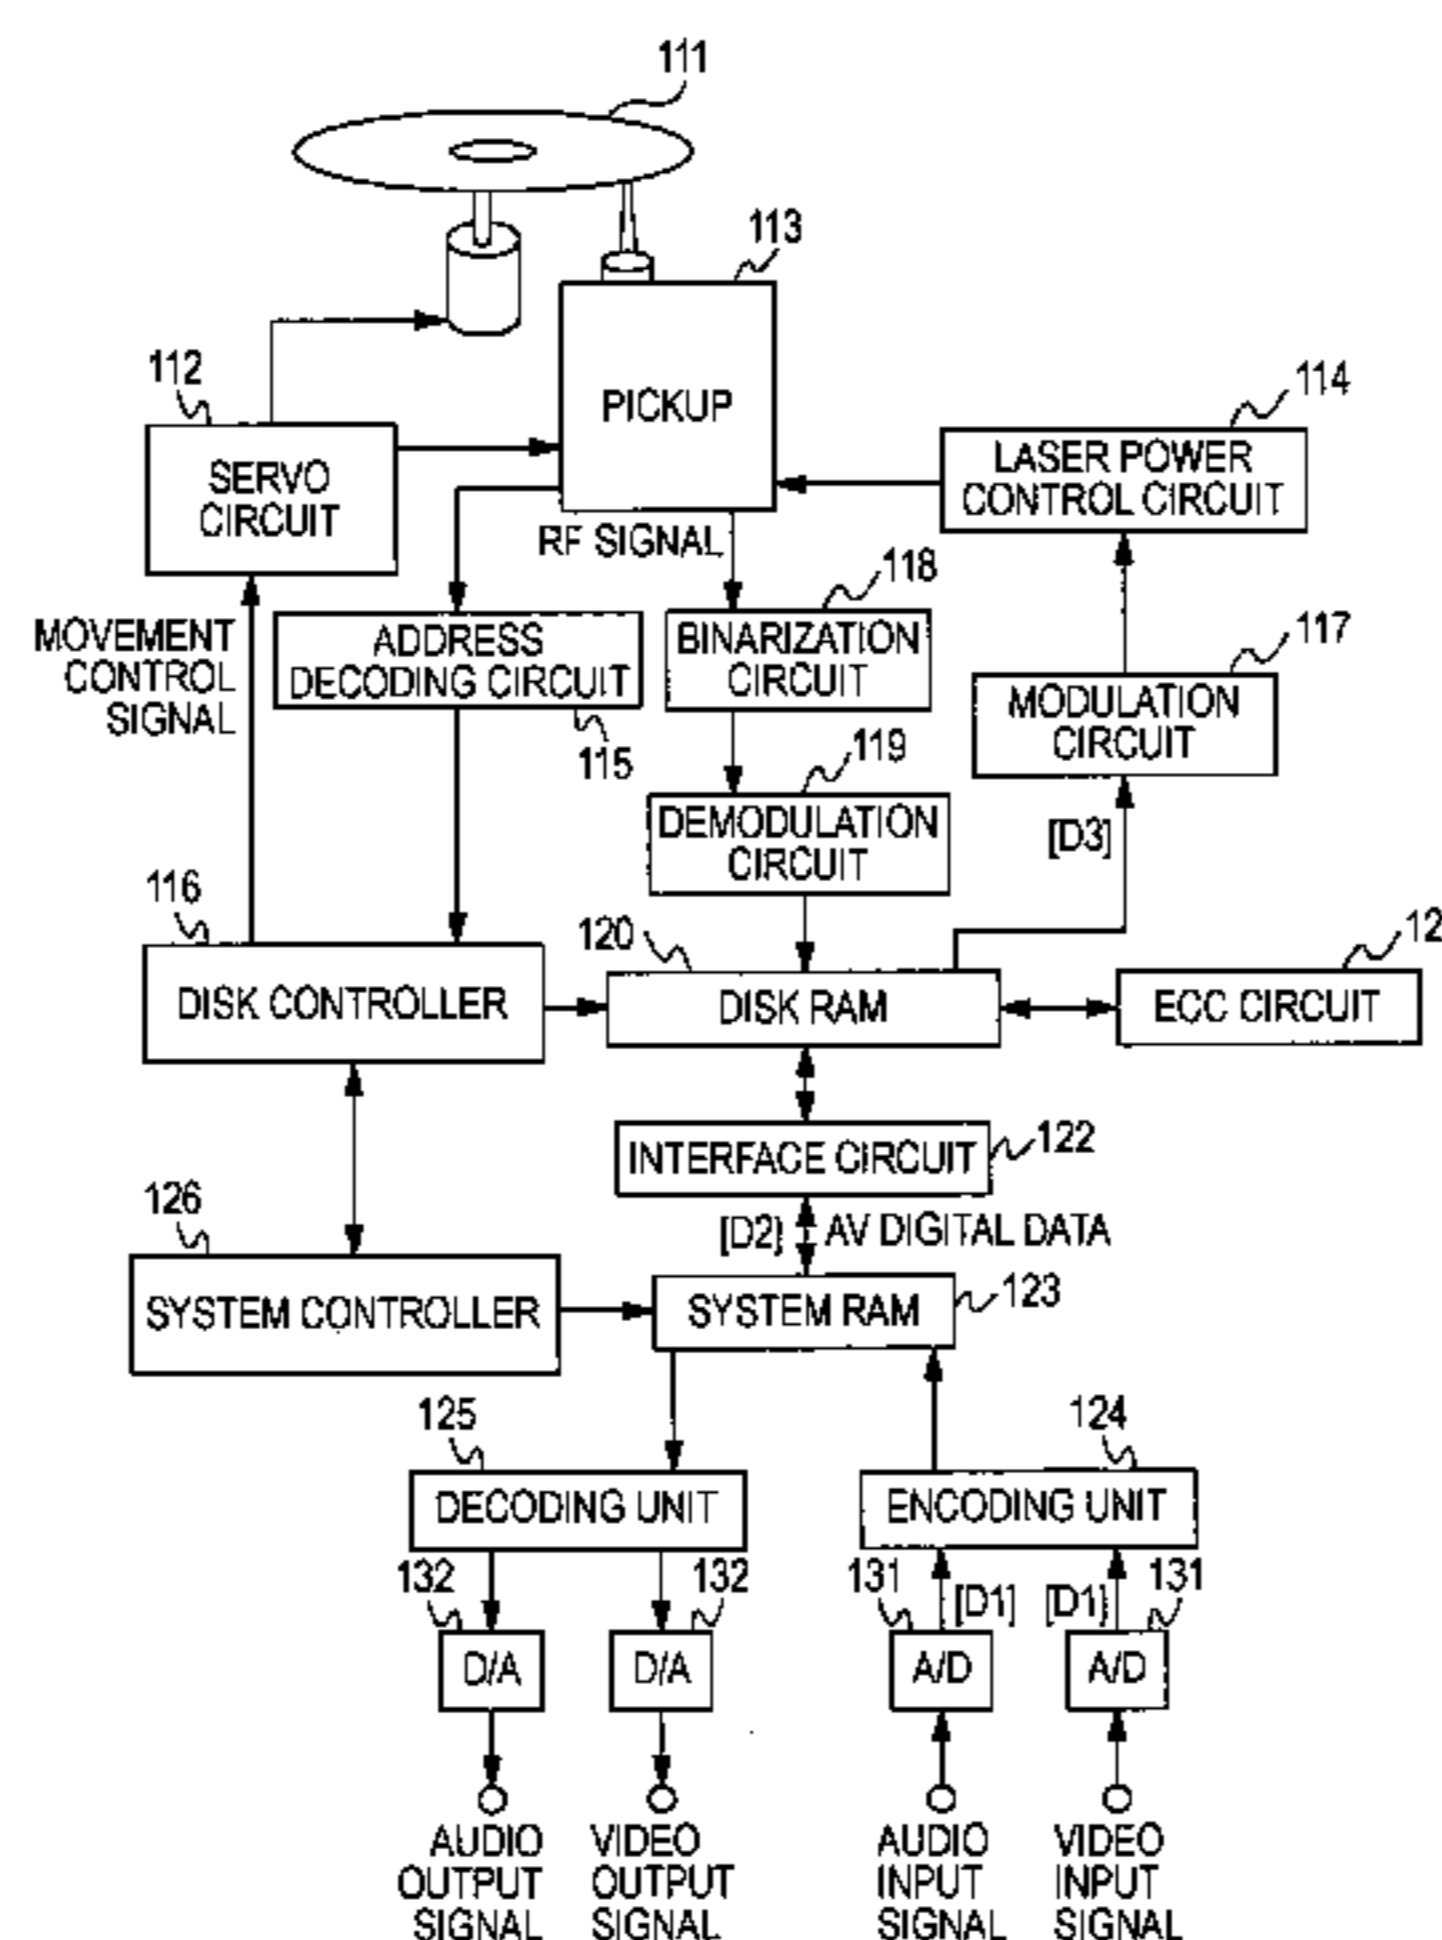 111
113
112
114
PICKUP
SERVO
CIRCUIT
LASER POWER
CONTROL CIRCUIT
RF SIGNAL
118
MOVEMENT
CONTROL
SIGNAL
ADDRESS
DECODING CIRCUIT
BINARIZATION
CIRCUIT
117
MODULATION
CIRCUIT
115
119
DEMODULATION
CIRCUIT
[D3]
116
120
12
DISK CONTROLLER
DISK RAM
ECC CIRCUIT
INTERFACE CIRCUIT
122
126
[D2]
AV DIGITAL DATA
SYSTEM CONTROLLER
SYSTEM RAM
123
125
124
DECODING UNIT
ENCODING UNIT
132
132
131
[D1]
[D1]
131
D/A
D/A
A/D
A/D
AUDIO
OUTPUT
SIGNAL
VIDEO
OUTPUT
SIGNAL
AUDIO
INPUT
SIGNAL
VIDEO
INPUT
SIGNAL